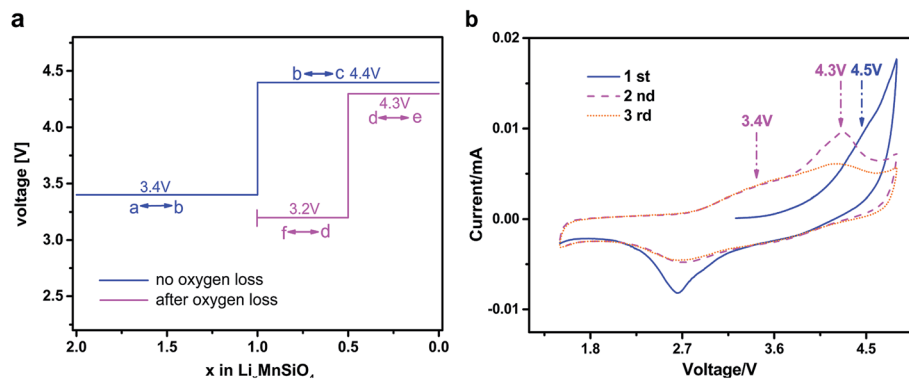 a
voltage [V]
4.5
4.0
3.5
3.0
2.5
2.0
1.5
1.0
0.5
0.0
x in LiₓMnSiO₄
b c 4.4V
4.3V
d e
3.4V
a b
3.2V
f d
no oxygen loss
after oxygen loss
b
Current/mA
0.02
0.01
0.00
-0.01
1.8
2.7
3.6
4.5
Voltage/V
1 st
2 nd
3 rd
3.4V
4.3V
4.5V